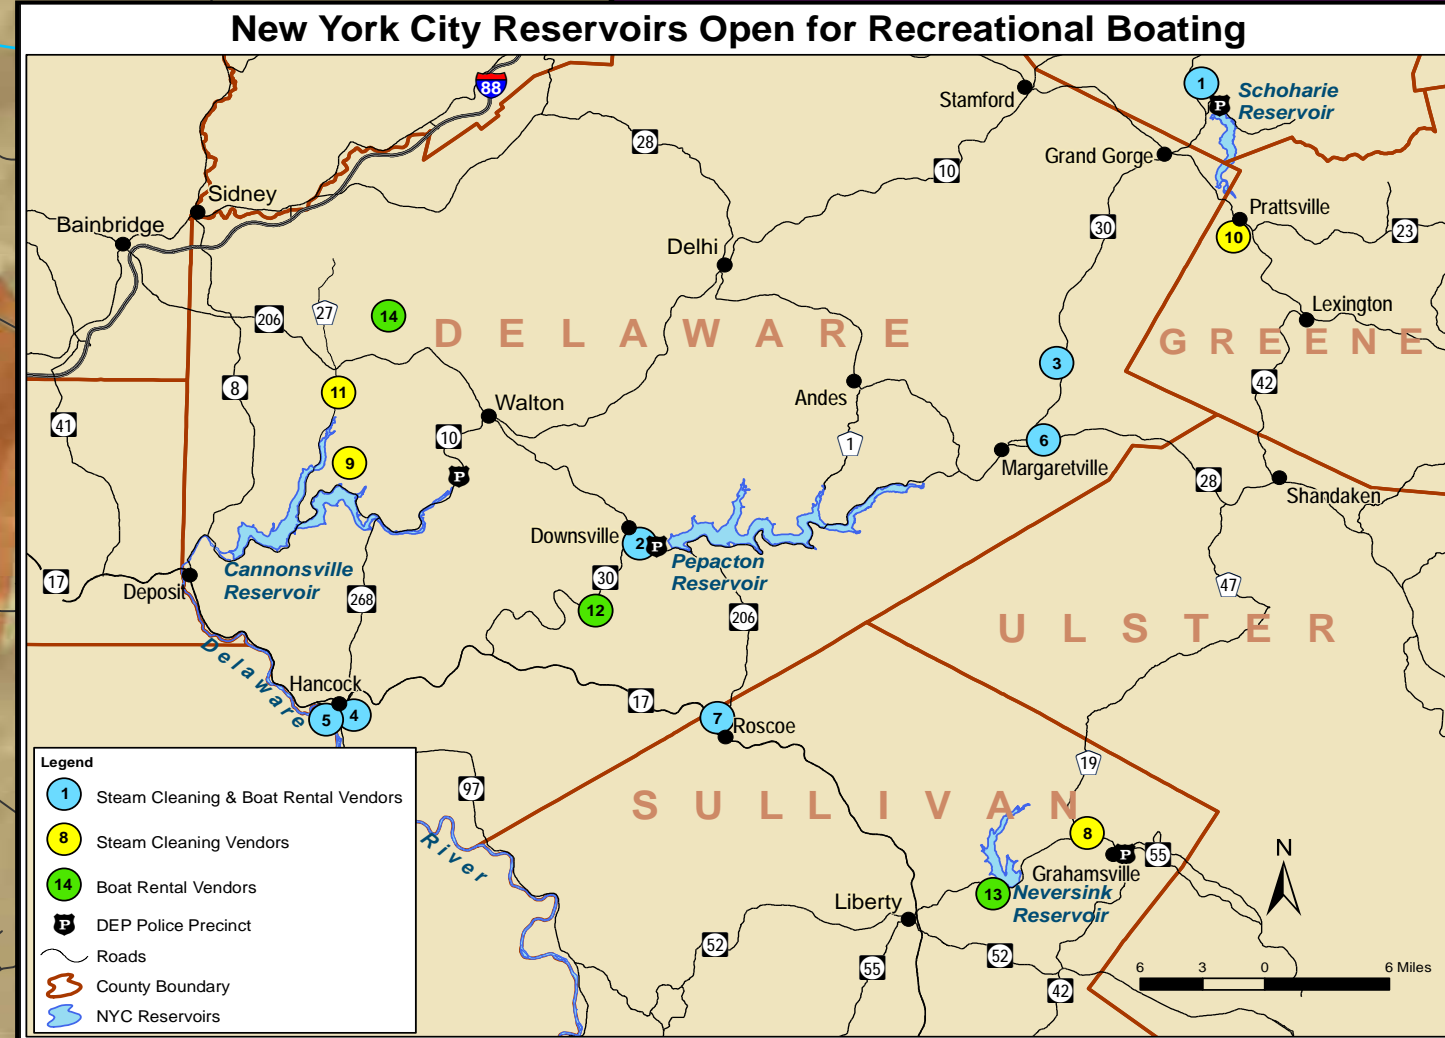 New York City Reservoirs Open for Recreational Boating
88
Stamford
1
P
Schoharie
Reservoir
28
Grand Gorge
10
Sidney
Bainbridge
Prattsville
30
10
23
Delhi
Lexington
206
27
14
DELAWARE
GREENE
3
42
8
11
Andes
Walton
41
10
1
6
Margaretville
9
P
28
Shandaken
Downsville
2
P
Pepacton
Reservoir
Cannonsville
Reservoir
17
Deposit
30
47
268
12
206
ULSTER
Delaware
Hancock
5
4
17
7
Roscoe
19
SULLIVAN
97
River
8
P
55
Grahamsville
N
13
Neversink
Reservoir
Liberty
52
55
52
42
6
3
0
6 Miles
Legend
1
Steam Cleaning & Boat Rental Vendors
8
Steam Cleaning Vendors
14
Boat Rental Vendors
P
DEP Police Precinct
Roads
County Boundary
NYC Reservoirs